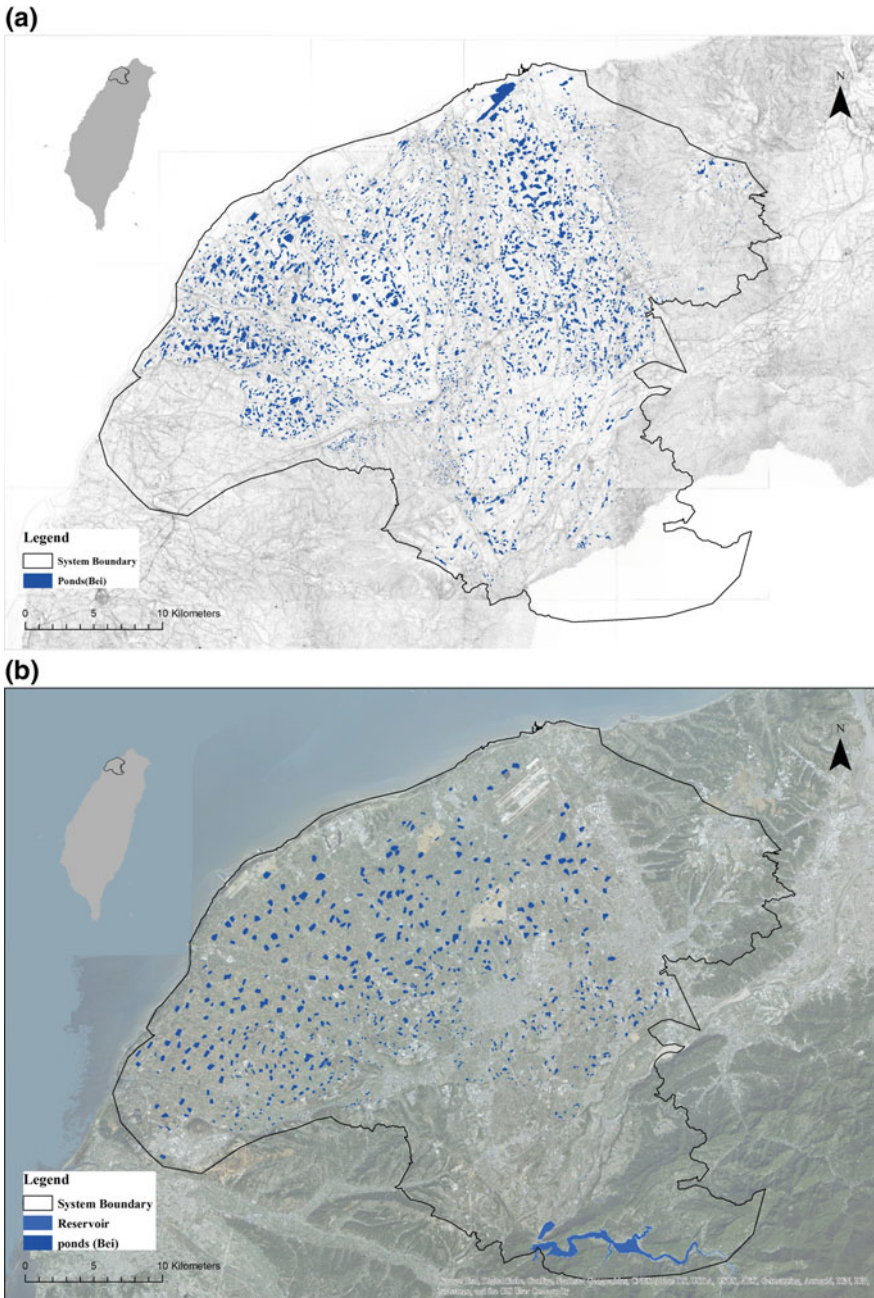 (a)
N
Legend
System Boundary
Ponds(Bei)
0 5 10 Kilometers
(b)
N
Legend
System Boundary
Reservoir
ponds (Bei)
0 5 10 Kilometers